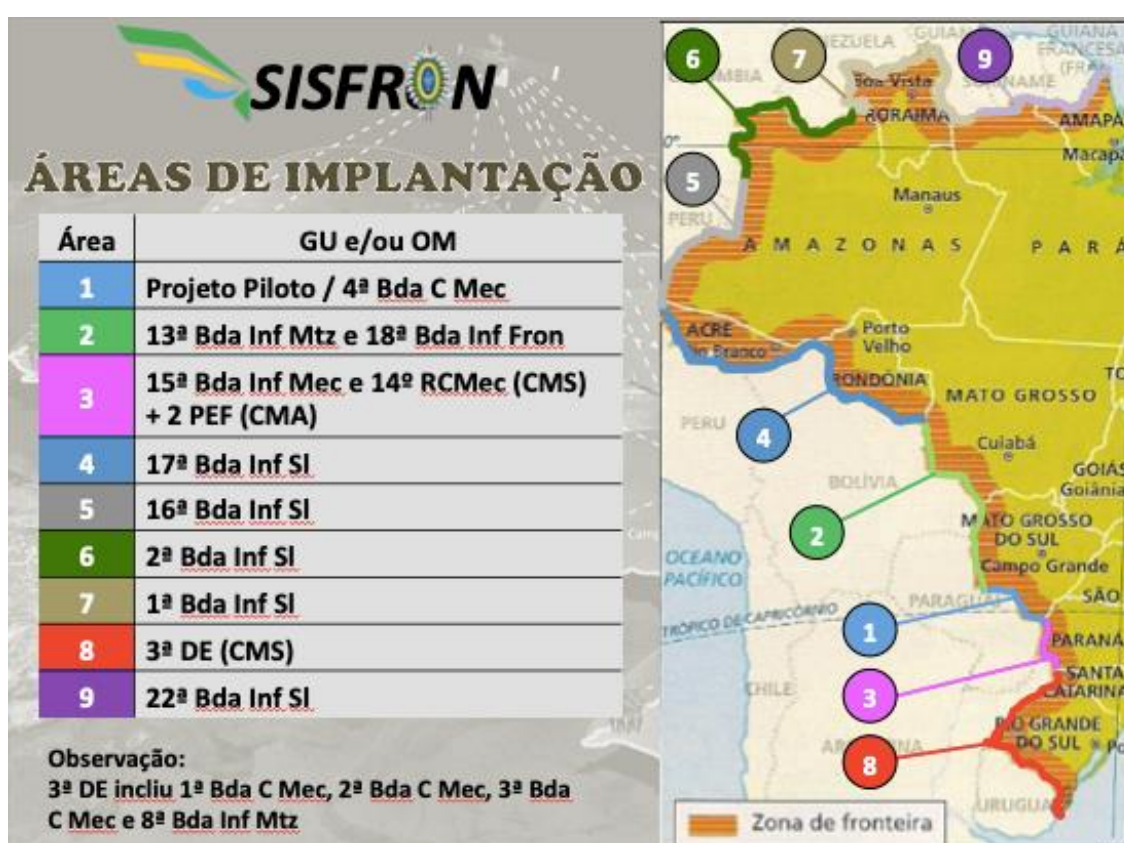 SISFRON
ÁREAS DE IMPLANTAÇÃO
Área GU e/ou OM
1 Projeto Piloto / 4ª Bda C Mec
2 13ª Bda Inf Mtz e 18ª Bda Inf Fron
3 15ª Bda Inf Mec e 14º RCMec (CMS)
+ 2 PEF (CMA)
4 17ª Bda Inf Sl
5 16ª Bda Inf Sl
6 2ª Bda Inf Sl
7 1ª Bda Inf Sl
8 3ª DE (CMS)
9 22ª Bda Inf Sl
Observação:
3ª DE incliu 1ª Bda C Mec, 2ª Bda C Mec, 3ª Bda
C Mec e 8ª Bda Inf Mtz
6
7
9
Boa Vista
RORAIMA
AMAPÁ
0°
5
PERU
Manaus
AMAZONAS
PARÁ
ACRE
Porto
Velho
RONDÔNIA
MATO GROSSO
PERU
4
Cuiabá
BOLÍVIA
GOIÁS
Goiânia
2
MATO GROSSO
DO SUL
Campo Grande
OCEANO
PACÍFICO
SÃO
TRÓPICO DE CAPRICÓRNIO
1
PARANÁ
CHILE
3
SANTA
CATARINA
RIO GRANDE
DO SUL
8
Zona de fronteira